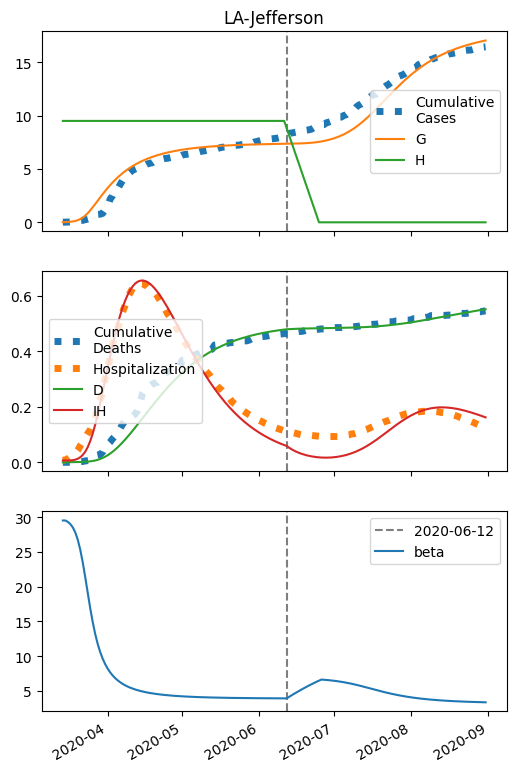 LA-Jefferson
15
10
5
0
Cumulative
Cases
G
H
0.6
0.4
0.2
0.0
Cumulative
Deaths
Hospitalization
D
IH
30
25
20
15
10
5
2020-06-12
beta
2020-04
2020-05
2020-06
2020-07
2020-08
2020-09